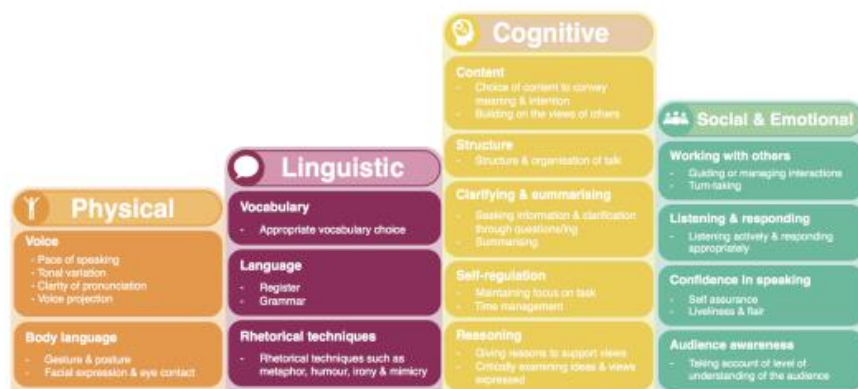 Physical
Voice
- Pace of speaking
- Tonal variation
- Clarity of pronunciation
- Voice projection
Body language
- Gesture & posture
- Facial expression & eye contact
Linguistic
Vocabulary
- Appropriate vocabulary choice
Language
- Register
- Grammar
Rhetorical techniques
- Rhetorical techniques such as
metaphor, humour, irony & mimicry
Cognitive
Content
- Choice of content to convey
meaning & intention
- Building on the views of others
Structure
- Structure & organisation of talk
Clarifying & summarising
- Seeking information & clarification
through questions/ing
- Summarising
Self-regulation
- Maintaining focus on task
- Time management
Reasoning
- Giving reasons to support views
- Critically examining ideas & views
expressed
Social & Emotional
Working with others
- Guiding or managing interactions
- Turn-taking
Listening & responding
- Listening actively & responding
appropriately
Confidence in speaking
- Self assurance
- Liveliness & flair
Audience awareness
- Taking account of level of
understanding of the audience